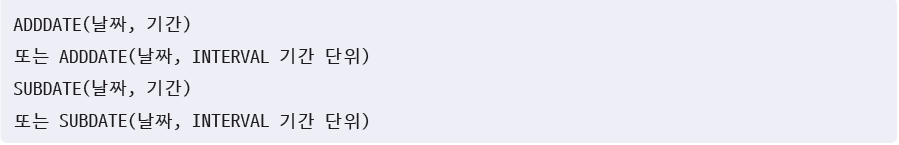 ADDDATE(날짜, 기간)
또는 ADDDATE(날짜, INTERVAL 기간 단위)
SUBDATE(날짜, 기간)
또는 SUBDATE(날짜, INTERVAL 기간 단위)